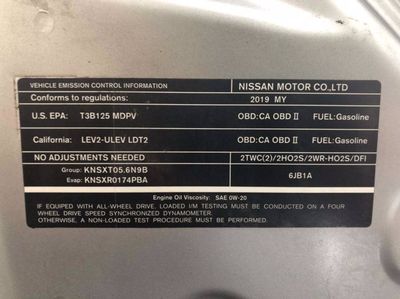 VEHICLE EMISSION CONTROL INFORMATION NISSAN MOTOR CO.,LTD
Conforms to regulations: 2019 MY
U.S. EPA: T3B125 MDPV OBD:CA OBD II FUEL:Gasoline
California: LEV2-ULEV LDT2 OBD:CA OBD II FUEL:Gasoline
NO ADJUSTMENTS NEEDED 2TWC(2)/2HO2S/2WR-HO2S/DFI
Group: KNSXT05.6N9B 6JB1A
Evap: KNSXR0174PBA
Engine Oil Viscosity: SAE 0W-20
IF EQUIPPED WITH ALL-WHEEL DRIVE, LOADED I/M TESTING MUST BE CONDUCTED ON A FOUR
WHEEL DRIVE SPEED SYNCHRONIZED DYNAMOMETER.
OTHERWISE, A NON-LOADED TEST PROCEDURE MUST BE PERFORMED.